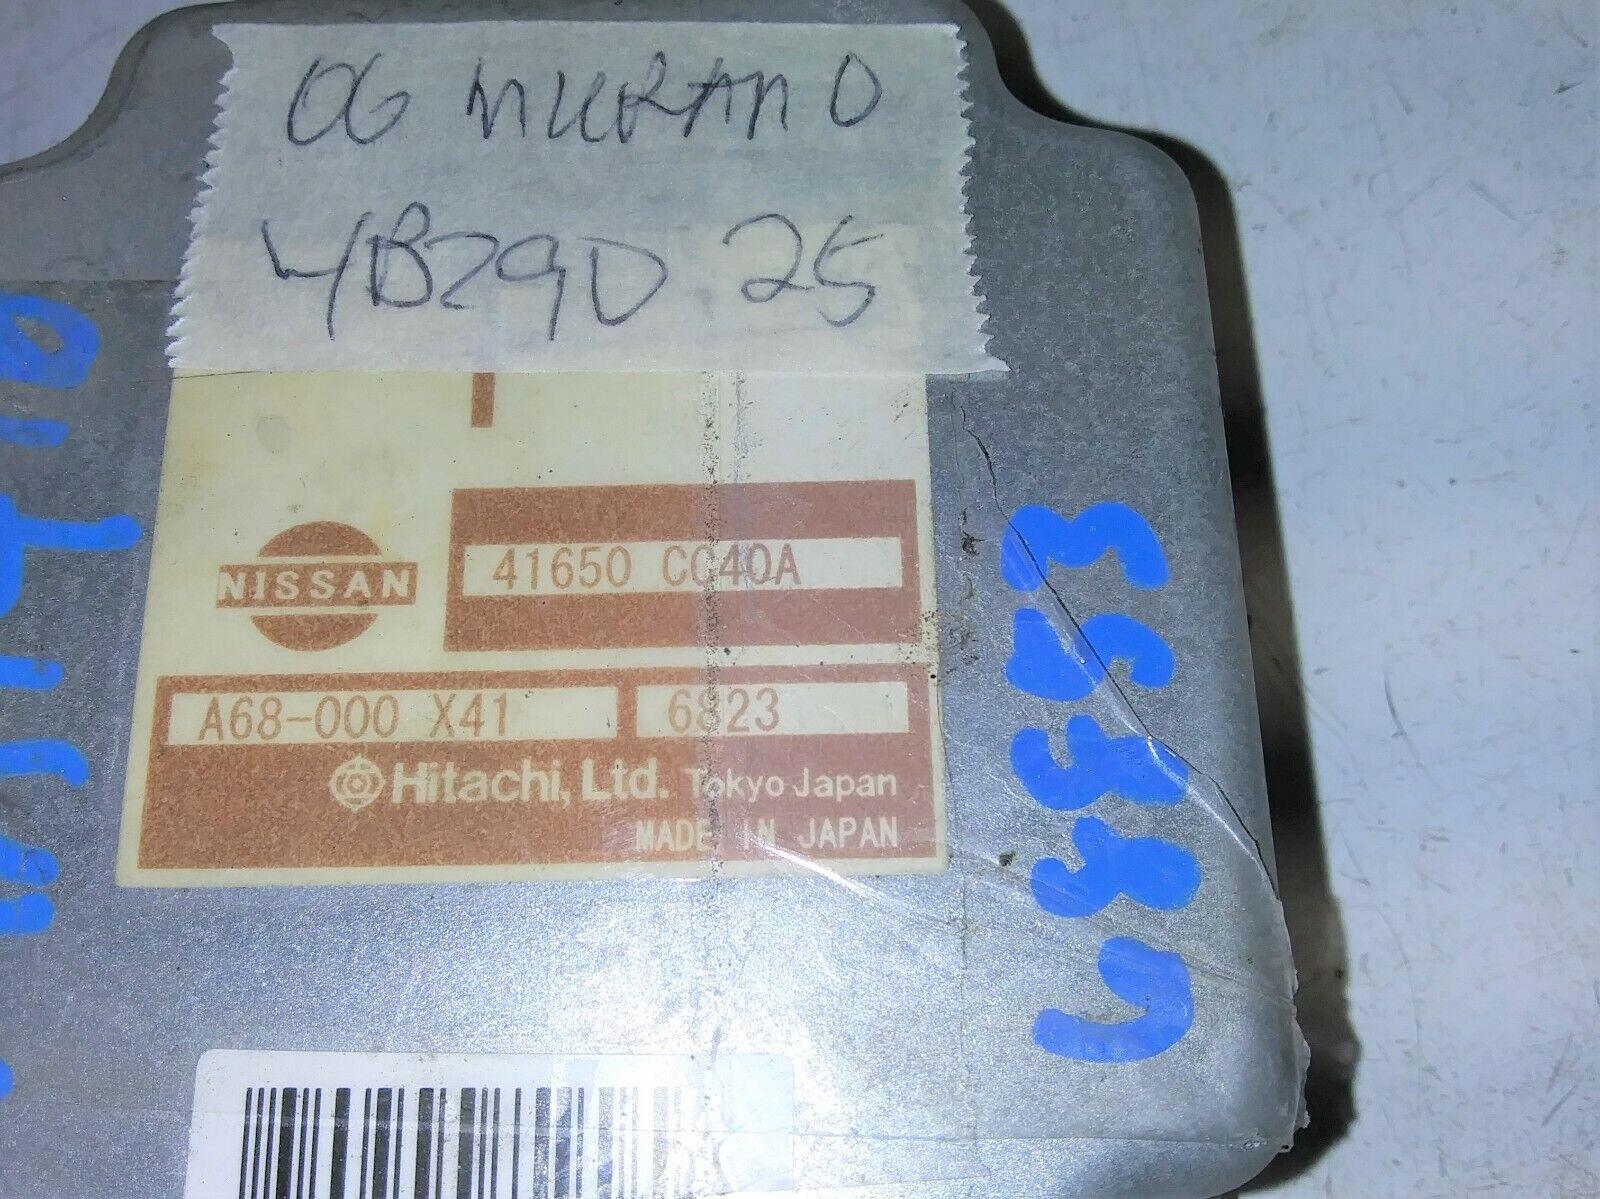 06 MURANO
4B29D 25
NISSAN
41650 CC40A
A68-000 X41
6823
Hitachi, Ltd. Tokyo Japan
MADE IN JAPAN